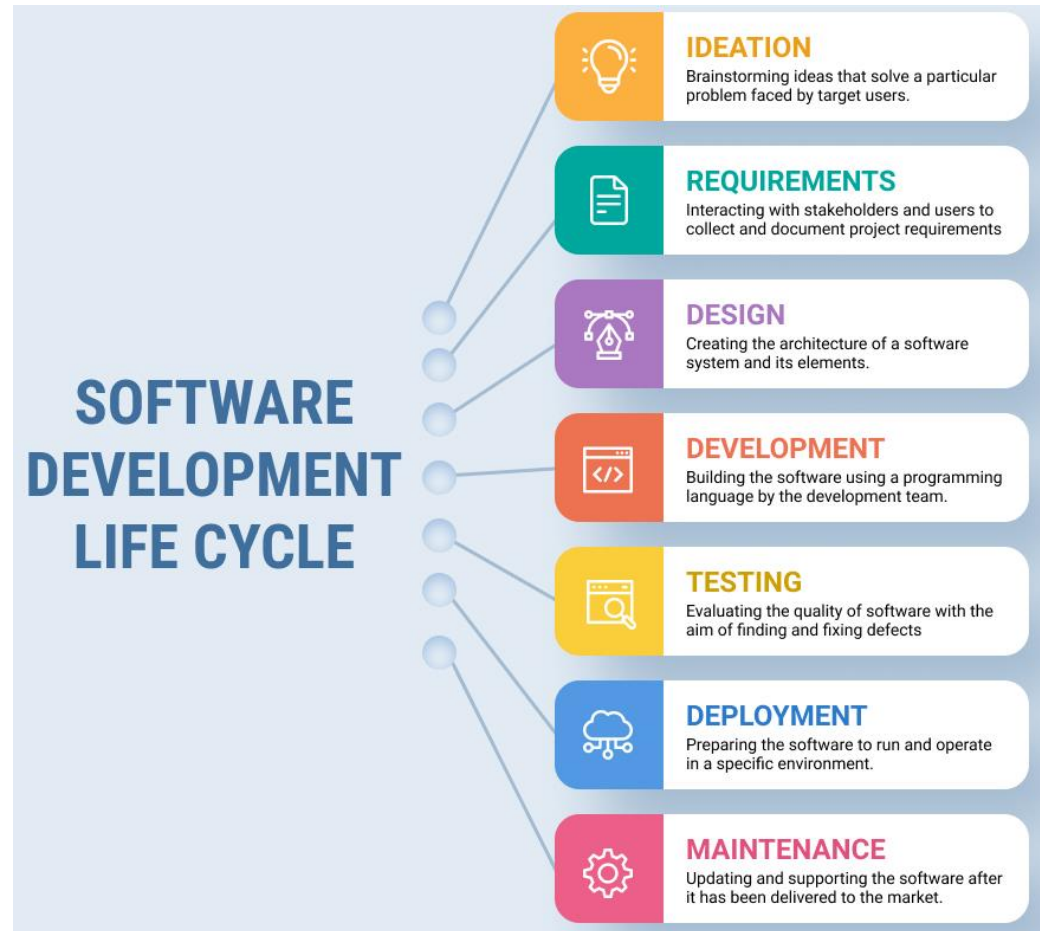 SOFTWARE
DEVELOPMENT
LIFE CYCLE
IDEATION
Brainstorming ideas that solve a particular
problem faced by target users.
REQUIREMENTS
Interacting with stakeholders and users to
collect and document project requirements
DESIGN
Creating the architecture of a software
system and its elements.
DEVELOPMENT
Building the software using a programming
language by the development team.
TESTING
Evaluating the quality of software with the
aim of finding and fixing defects
DEPLOYMENT
Preparing the software to run and operate
in a specific environment.
MAINTENANCE
Updating and supporting the software after
it has been delivered to the market.